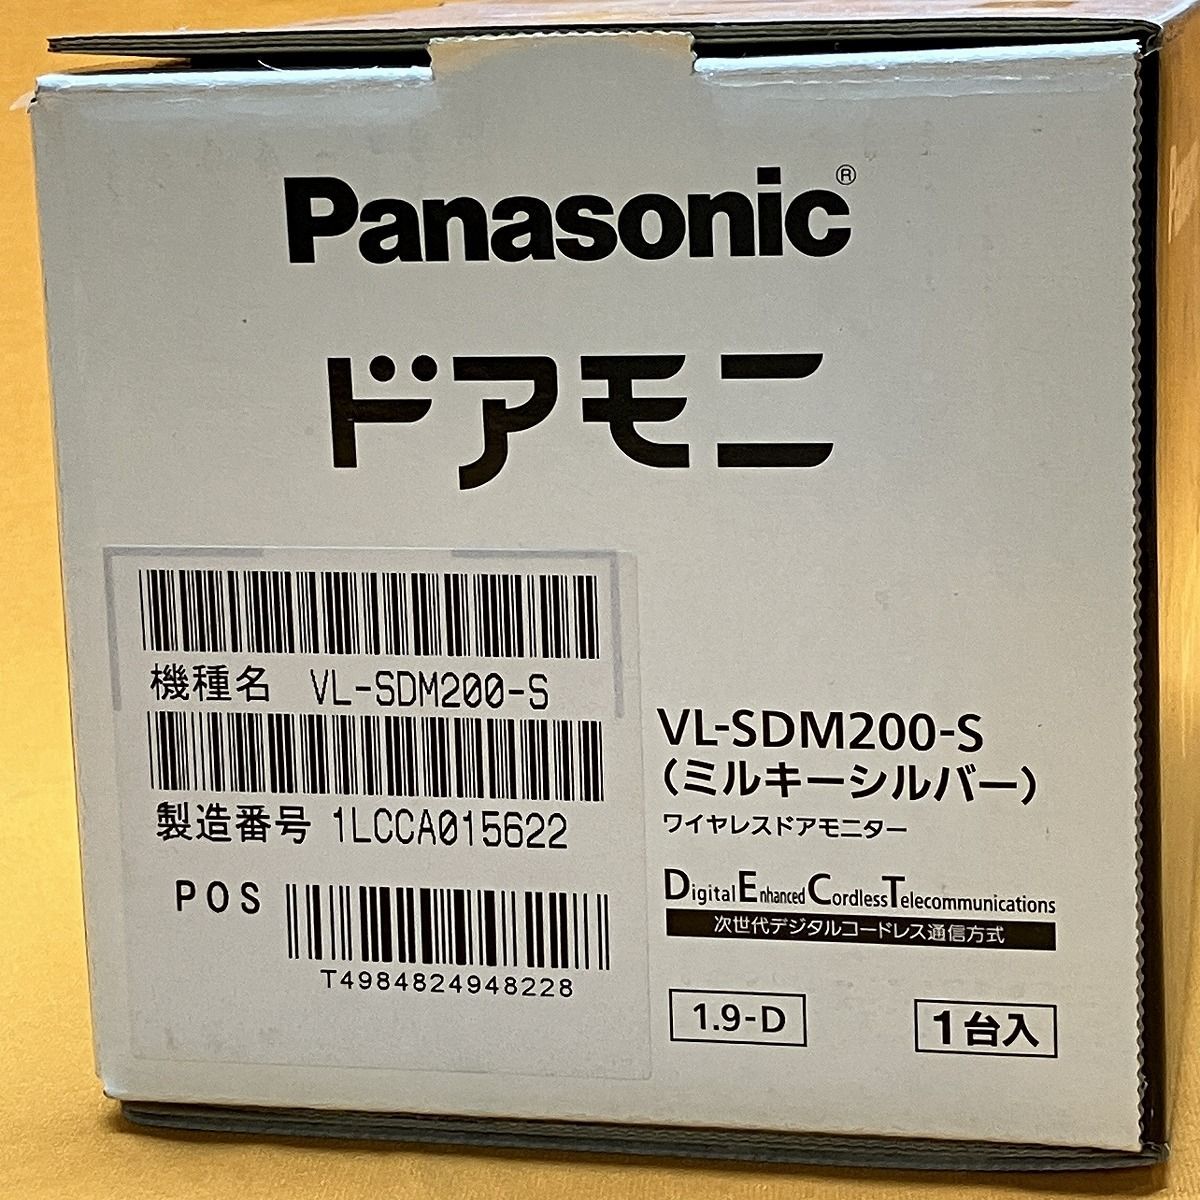 Panasonic®
ドアモニ
機種名 VL-SDM200-S
製造番号 1LCCA015622
POS
T4984824948228
VL-SDM200-S
(ミルキーシルバー)
ワイヤレスドアモニター
Digital Enhanced Cordless Telecommunications
次世代デジタルコードレス通信方式
1.9-D
1台入